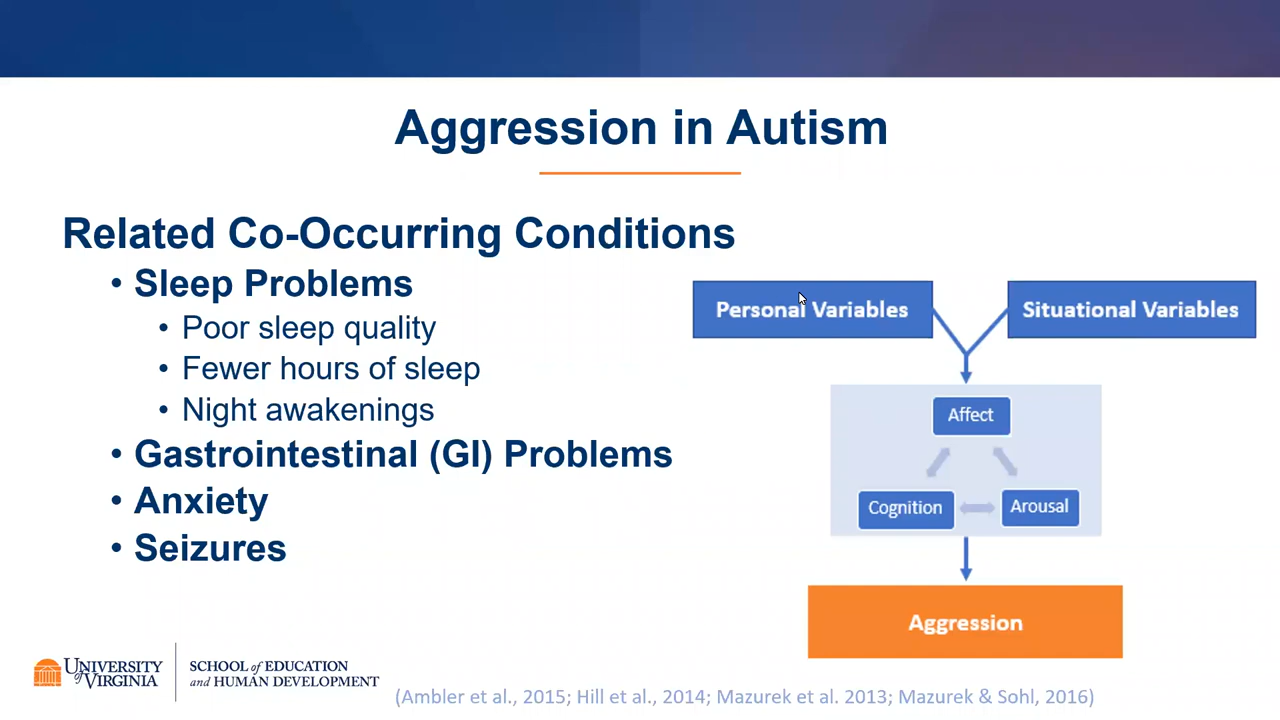 Aggression in Autism
Related Co-Occurring Conditions
• Sleep Problems
• Poor sleep quality
• Fewer hours of sleep
• Night awakenings
• Gastrointestinal (GI) Problems
• Anxiety
• Seizures
Personal Variables
Situational Variables
Affect
Cognition
Arousal
Aggression
UNIVERSITY
of VIRGINIA
SCHOOL of EDUCATION
and HUMAN DEVELOPMENT
(Ambler et al., 2015; Hill et al., 2014; Mazurek et al. 2013; Mazurek & Sohl, 2016)